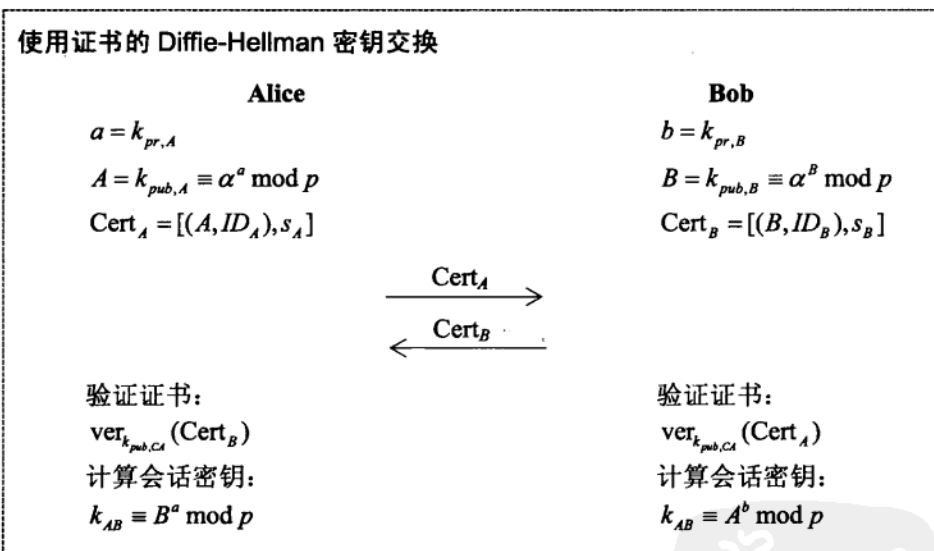 使用证书的 Diffie-Hellman 密钥交换
Alice Bob
a = k_{pr,A} b = k_{pr,B}
A = k_{pub,A} ≡ α^a mod p B = k_{pub,B} ≡ α^B mod p
Cert_A = [(A, ID_A), s_A] Cert_B = [(B, ID_B), s_B]
Cert_A
Cert_B
验证证书： 验证证书：
ver_{k_{pub,CA}}(Cert_B) ver_{k_{pub,CA}}(Cert_A)
计算会话密钥： 计算会话密钥：
k_{AB} ≡ B^a mod p k_{AB} ≡ A^b mod p